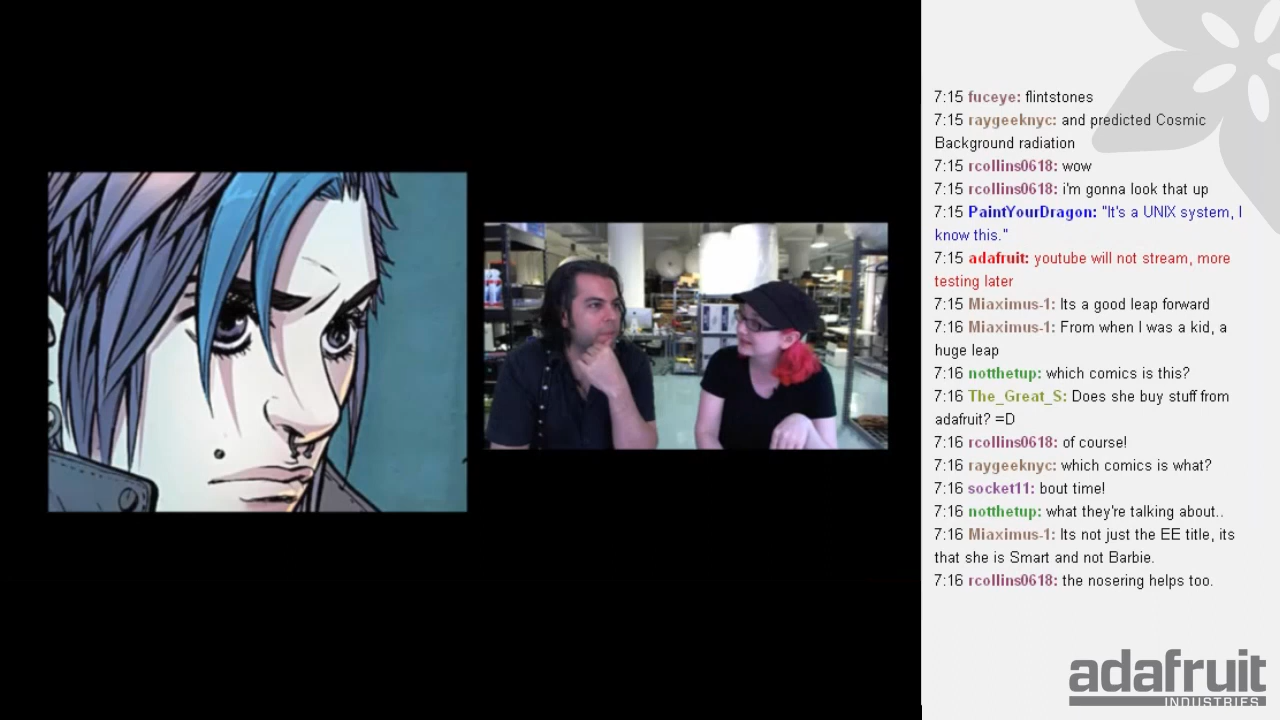 7:15 fuceye: flintstones
7:15 raygeeknyc: and predicted Cosmic
Background radiation
7:15 rcollins0618: wow
7:15 rcollins0618: i'm gonna look that up
7:15 PaintYourDragon: "It's a UNIX system, I
know this."
7:15 adafruit: youtube will not stream, more
testing later
7:15 Miaximus-1: Its a good leap forward
7:16 Miaximus-1: From when I was a kid, a
huge leap
7:16 notthetup: which comics is this?
7:16 The_Great_S: Does she buy stuff from
adafruit? =D
7:16 rcollins0618: of course!
7:16 raygeeknyc: which comics is what?
7:16 socket11: bout time!
7:16 notthetup: what they're talking about..
7:16 Miaximus-1: Its not just the EE title, its
that she is Smart and not Barbie.
7:16 rcollins0618: the nosering helps too.
adafruit
INDUSTRIES